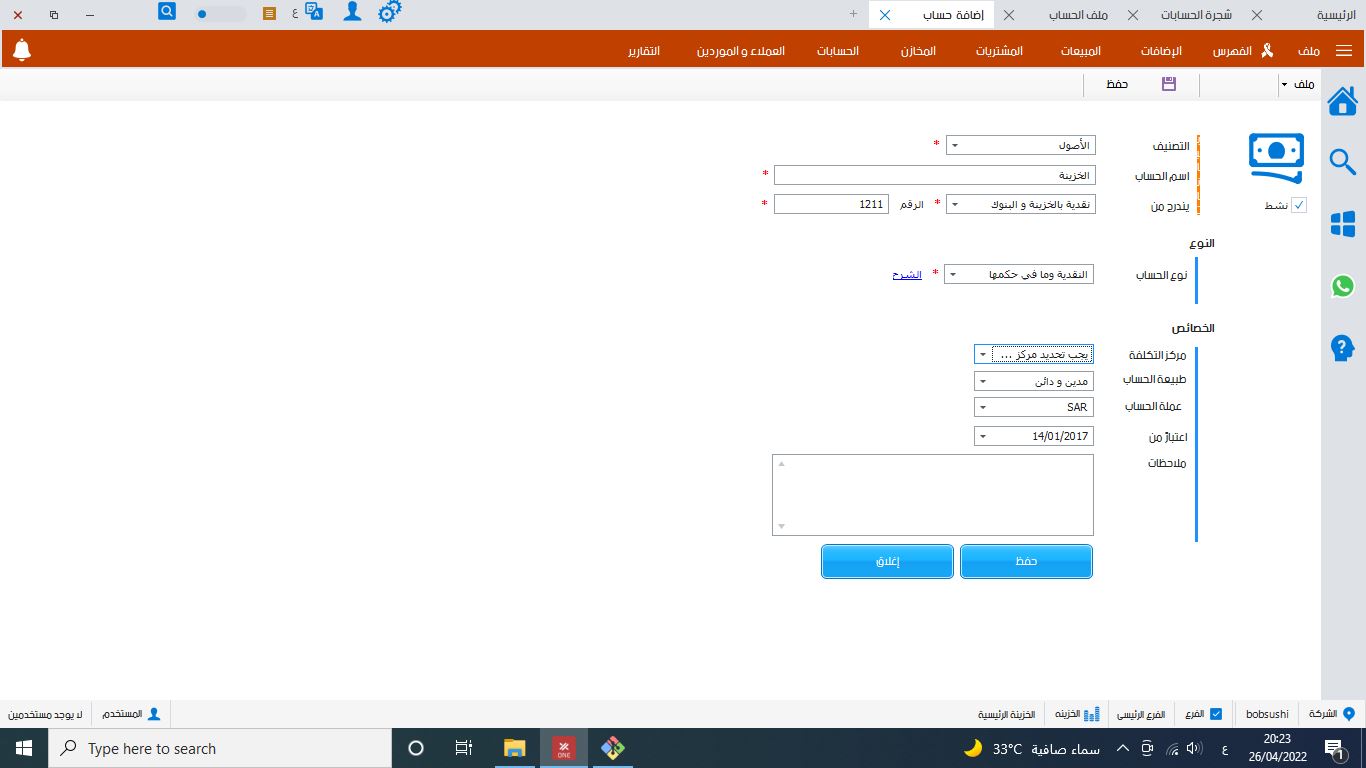 الرئيسية شجرة الحسابات ملف الحساب إضافة حساب ع
ملف الفهرس الإضافات المبيعات المشتريات المخازن الحسابات العملاء و الموردين التقارير
ملف حفظ
التصنيف الأصول *
اسم الحساب الخزينة *
نشط
يندرج من نقدية بالخزينة و البنوك * الرقم 1211 *
النوع
نوع الحساب النقدية وما في حكمها * الشرح
الخصائص
مركز التكلفة يجب تحديد مركز ...
طبيعة الحساب مدين و دائن
عملة الحساب SAR
اعتبارً من 14/01/2017
ملاحظات
حفظ إغلاق
الشركة bobsushi الفرع الفرع الرئيسى الخزينه الخزينة الرئيسية المستخدم لا يوجد مستخدمين
Type here to search ONE 33°C سماء صافية ع 20:23
26/04/2022 1